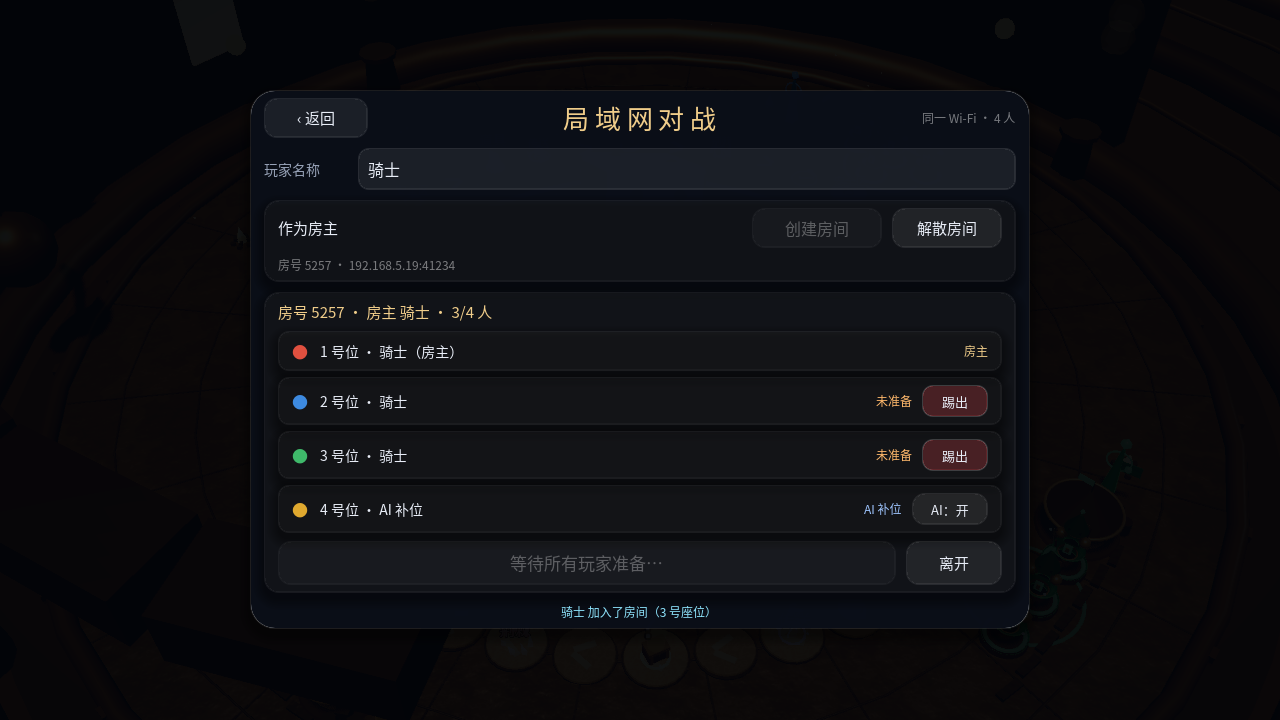 ‹ 返回
局域网对战
同一 Wi-Fi · 4 人
玩家名称
骑士
作为房主
创建房间
解散房间
房号 5257 · 192.168.5.19:41234
房号 5257 · 房主 骑士 · 3/4 人
1 号位 · 骑士（房主）
房主
2 号位 · 骑士
未准备
踢出
3 号位 · 骑士
未准备
踢出
4 号位 · AI 补位
AI 补位
AI：开
等待所有玩家准备…
离开
骑士 加入了房间（3 号座位）